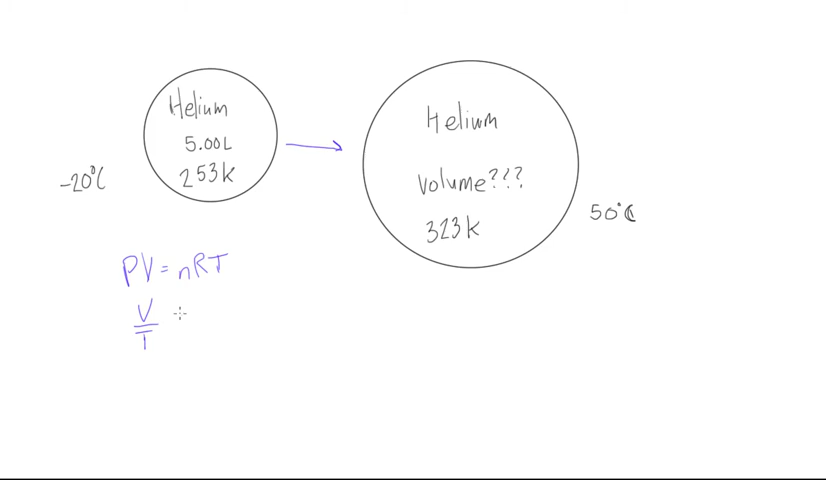 Helium
5.00L
253k
-20°C
Helium
Volume???
323k
50°C
PV=nRT
V
T